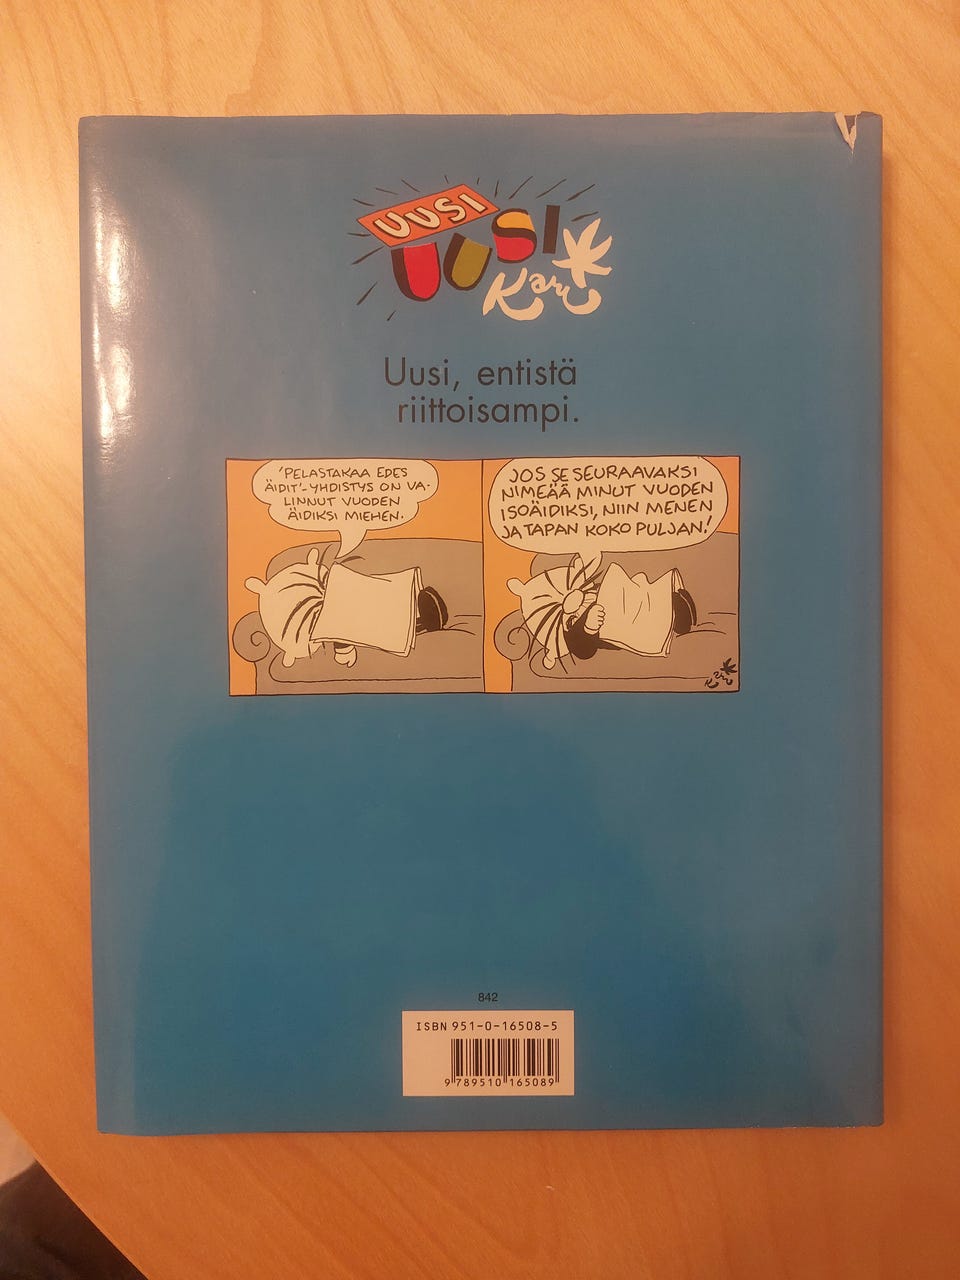 UUSI
UUSI
Kari
Uusi, entistä
riittoisampi.
'PELASTAKAA EDES
ÄIDIT'-YHDISTYS ON VA-
LINNUT VUODEN
ÄIDIKSI MIEHEN.
JOS SE SEURAAVAKSI
NIMEÄÄ MINUT VUODEN
ISOÄIDIKSI, NIIN MENEN
JA TAPAN KOKO PULJAN!
Kari
842
ISBN 951-0-16508-5
9 789510 165089